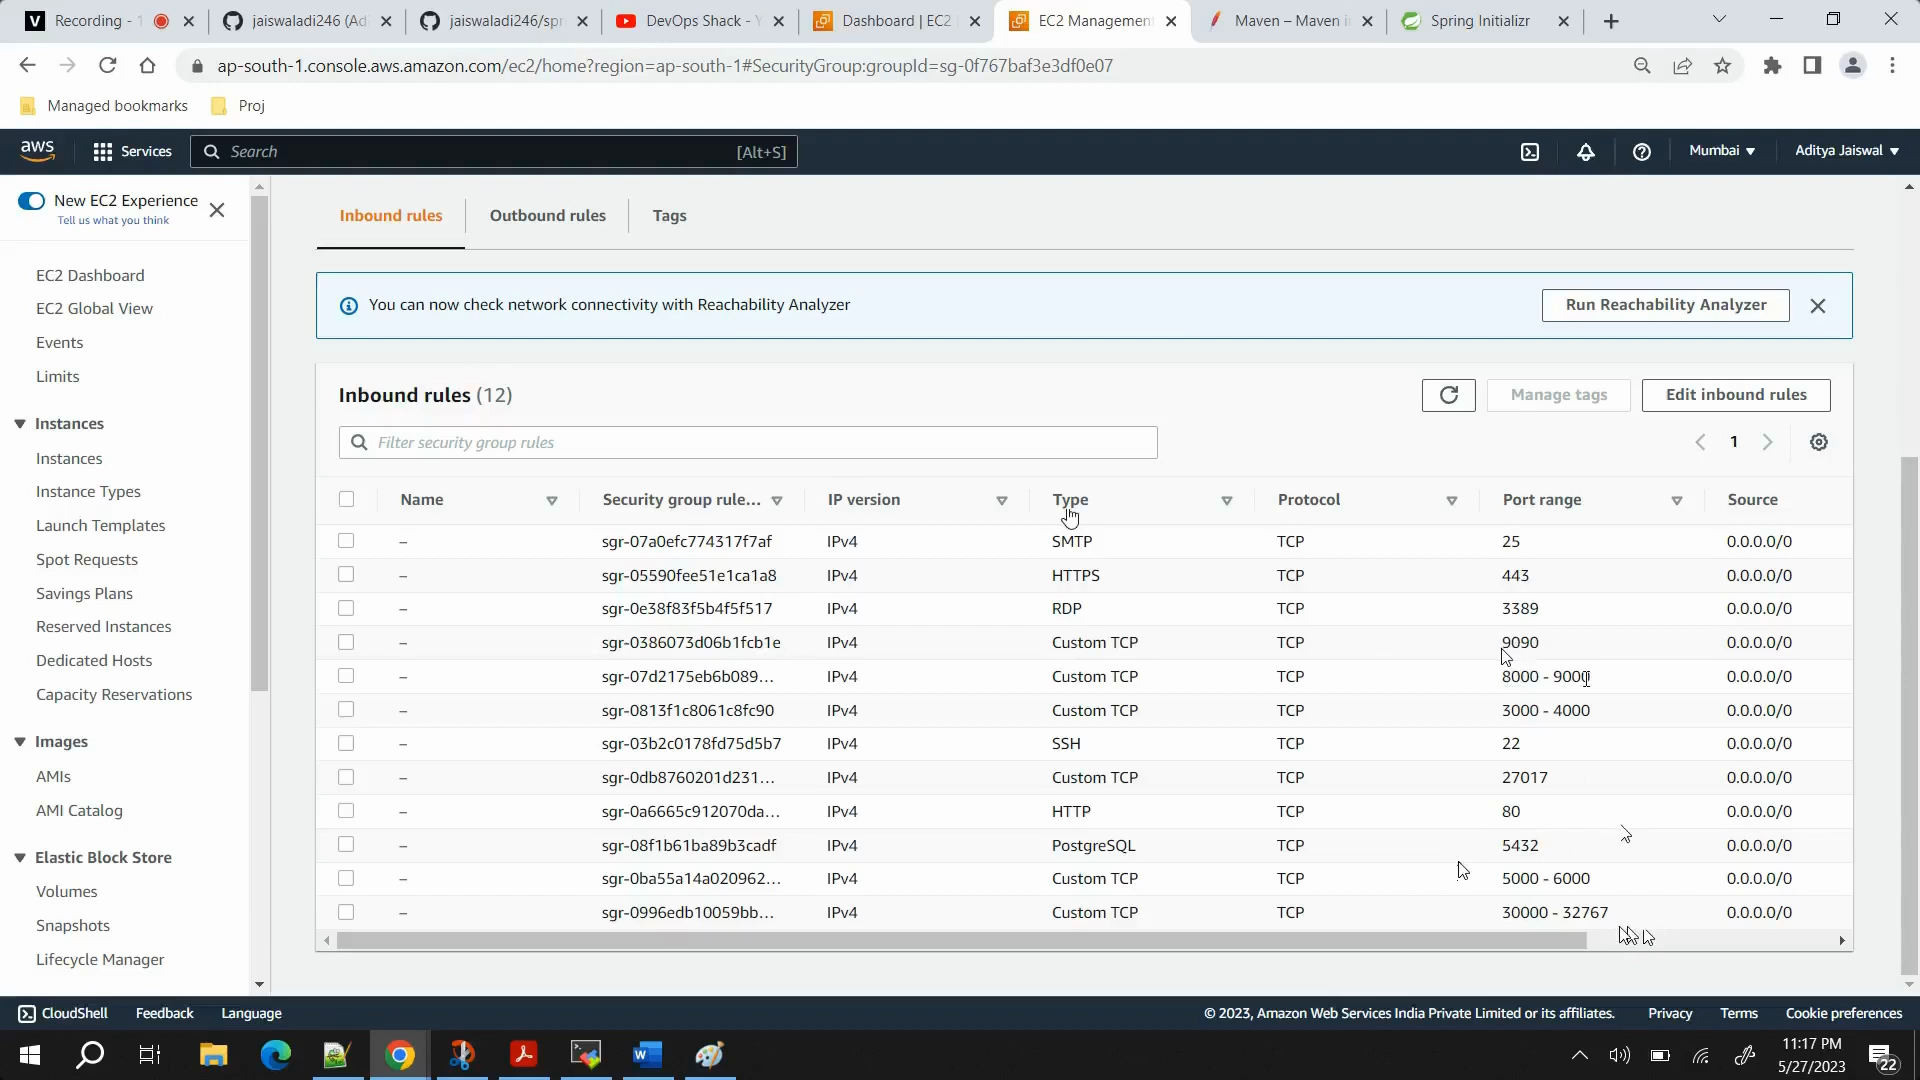 Recording - 1
jaiswaladi246 (Ad
jaiswaladi246/spr
DevOps Shack - Y
Dashboard | EC2
EC2 Management
Maven – Maven i
Spring Initializr
ap-south-1.console.aws.amazon.com/ec2/home?region=ap-south-1#SecurityGroup:groupId=sg-0f767baf3e3df0e07
Managed bookmarks Proj
aws Services Search [Alt+S] Mumbai Aditya Jaiswal
New EC2 Experience
Tell us what you think
EC2 Dashboard
EC2 Global View
Events
Limits
Instances
Instances
Instance Types
Launch Templates
Spot Requests
Savings Plans
Reserved Instances
Dedicated Hosts
Capacity Reservations
Images
AMIs
AMI Catalog
Elastic Block Store
Volumes
Snapshots
Lifecycle Manager
Inbound rules Outbound rules Tags
You can now check network connectivity with Reachability Analyzer Run Reachability Analyzer
Inbound rules (12) Manage tags Edit inbound rules
Filter security group rules 1
Name Security group rule... IP version Type Protocol Port range Source
– sgr-07a0efc774317f7af IPv4 SMTP TCP 25 0.0.0.0/0
– sgr-05590fee51e1ca1a8 IPv4 HTTPS TCP 443 0.0.0.0/0
– sgr-0e38f83f5b4f5f517 IPv4 RDP TCP 3389 0.0.0.0/0
– sgr-0386073d06b1fcb1e IPv4 Custom TCP TCP 9090 0.0.0.0/0
– sgr-07d2175eb6b089... IPv4 Custom TCP TCP 8000 - 9000 0.0.0.0/0
– sgr-0813f1c8061c8fc90 IPv4 Custom TCP TCP 3000 - 4000 0.0.0.0/0
– sgr-03b2c0178fd75d5b7 IPv4 SSH TCP 22 0.0.0.0/0
– sgr-0db8760201d231... IPv4 Custom TCP TCP 27017 0.0.0.0/0
– sgr-0a6665c912070da... IPv4 HTTP TCP 80 0.0.0.0/0
– sgr-08f1b61ba89b3cadf IPv4 PostgreSQL TCP 5432 0.0.0.0/0
– sgr-0ba55a14a020962... IPv4 Custom TCP TCP 5000 - 6000 0.0.0.0/0
– sgr-0996edb10059bb... IPv4 Custom TCP TCP 30000 - 32767 0.0.0.0/0
CloudShell Feedback Language © 2023, Amazon Web Services India Private Limited or its affiliates. Privacy Terms Cookie preferences
11:17 PM
5/27/2023
22